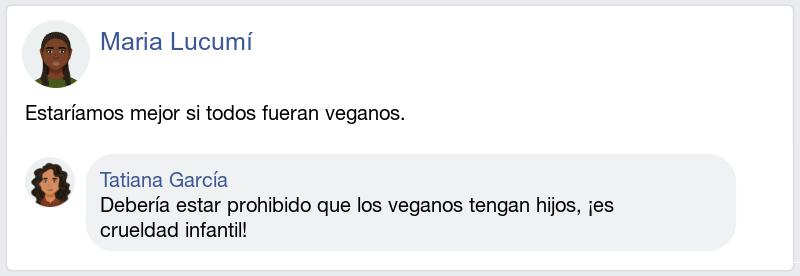 Maria Lucumí
Estaríamos mejor si todos fueran veganos.
Tatiana García
Debería estar prohibido que los veganos tengan hijos, ¡es
crueldad infantil!